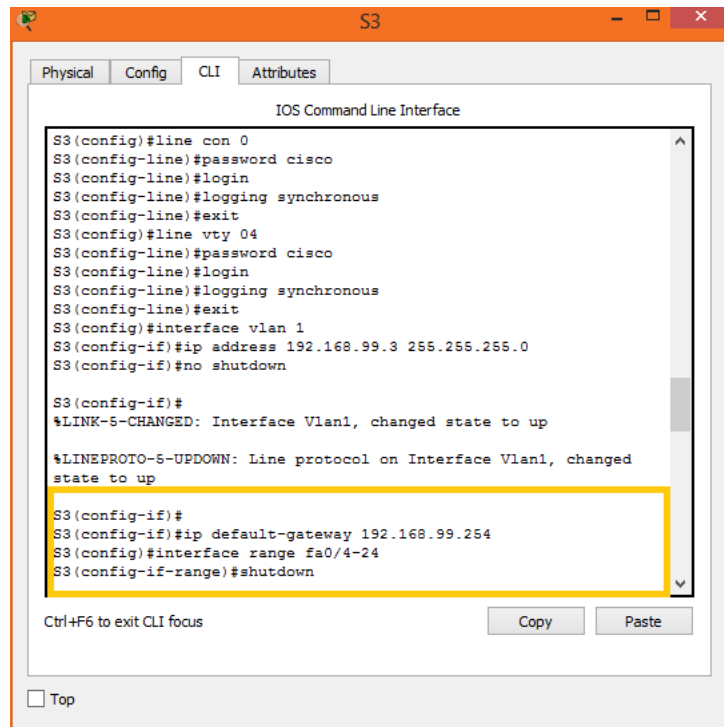 S3
Physical Config CLI Attributes
IOS Command Line Interface
S3(config)#line con 0
S3(config-line)#password cisco
S3(config-line)#login
S3(config-line)#logging synchronous
S3(config-line)#exit
S3(config)#line vty 04
S3(config-line)#password cisco
S3(config-line)#login
S3(config-line)#logging synchronous
S3(config-line)#exit
S3(config)#interface vlan 1
S3(config-if)#ip address 192.168.99.3 255.255.255.0
S3(config-if)#no shutdown
S3(config-if)#
%LINK-5-CHANGED: Interface Vlan1, changed state to up
%LINEPROTO-5-UPDOWN: Line protocol on Interface Vlan1, changed
state to up
S3(config-if)#
S3(config-if)#ip default-gateway 192.168.99.254
S3(config)#interface range fa0/4-24
S3(config-if-range)#shutdown
Ctrl+F6 to exit CLI focus Copy Paste
Top